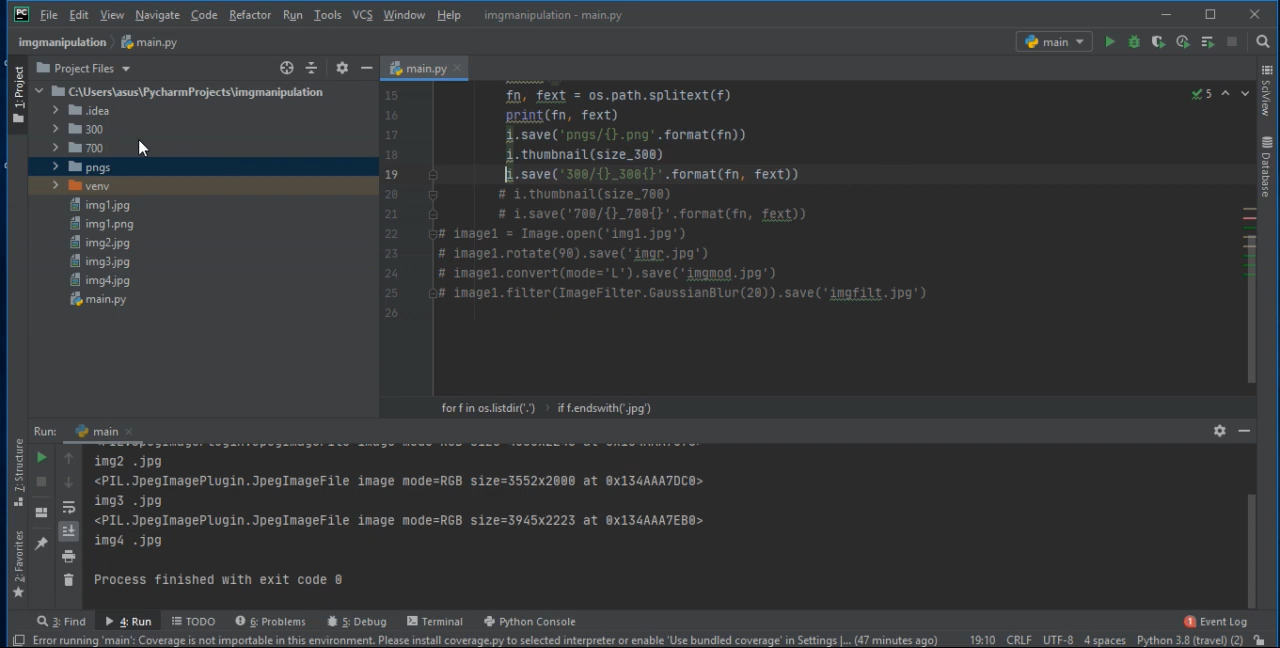 PC File Edit View Navigate Code Refactor Run Tools VCS Window Help imgmanipulation - main.py
imgmanipulation main.py main
Project Files main.py
1: Project
C:\Users\asus\PycharmProjects\imgmanipulation
.idea
300
700
pngs
venv
img1.jpg
img1.png
img2.jpg
img3.jpg
img4.jpg
main.py
15 fn, fext = os.path.splitext(f)
16 print(fn, fext)
17 i.save('pngs/{}.png'.format(fn))
18 i.thumbnail(size_300)
19 i.save('300/{}_300{}'.format(fn, fext))
20 # i.thumbnail(size_700)
21 # i.save('700/{}_700{}'.format(fn, fext))
22 # image1 = Image.open('img1.jpg')
23 # image1.rotate(90).save('imgr.jpg')
24 # image1.convert(mode='L').save('imgmod.jpg')
25 # image1.filter(ImageFilter.GaussianBlur(20)).save('imgfilt.jpg')
26
5
SciView
Database
for f in os.listdir('.') if f.endswith('.jpg')
Run: main
img2 .jpg
<PIL.JpegImagePlugin.JpegImageFile image mode=RGB size=3552x2000 at 0x134AAA7DC0>
img3 .jpg
<PIL.JpegImagePlugin.JpegImageFile image mode=RGB size=3945x2223 at 0x134AAA7EB0>
img4 .jpg
Process finished with exit code 0
Z: Structure
2: Favorites
3: Find 4: Run TODO 6: Problems 5: Debug Terminal Python Console 1 Event Log
Error running 'main': Coverage is not importable in this environment. Please install coverage.py to selected interpreter or enable 'Use bundled coverage' in Settings |... (47 minutes ago) 19:10 CRLF UTF-8 4 spaces Python 3.8 (travel) (2)